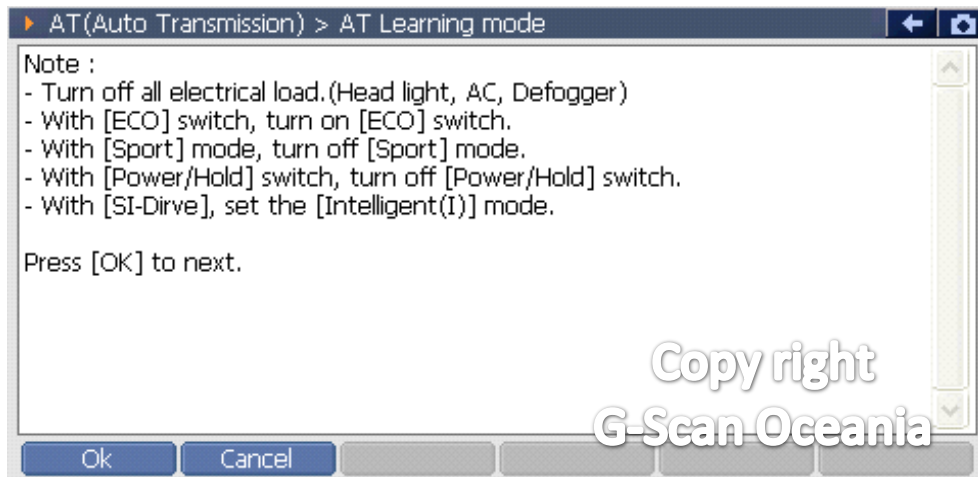 AT(Auto Transmission) > AT Learning mode
Note :
- Turn off all electrical load.(Head light, AC, Defogger)
- With [ECO] switch, turn on [ECO] switch.
- With [Sport] mode, turn off [Sport] mode.
- With [Power/Hold] switch, turn off [Power/Hold] switch.
- With [SI-Dirve], set the [Intelligent(I)] mode.
Press [OK] to next.
Copy right
G-Scan Oceania
Ok Cancel